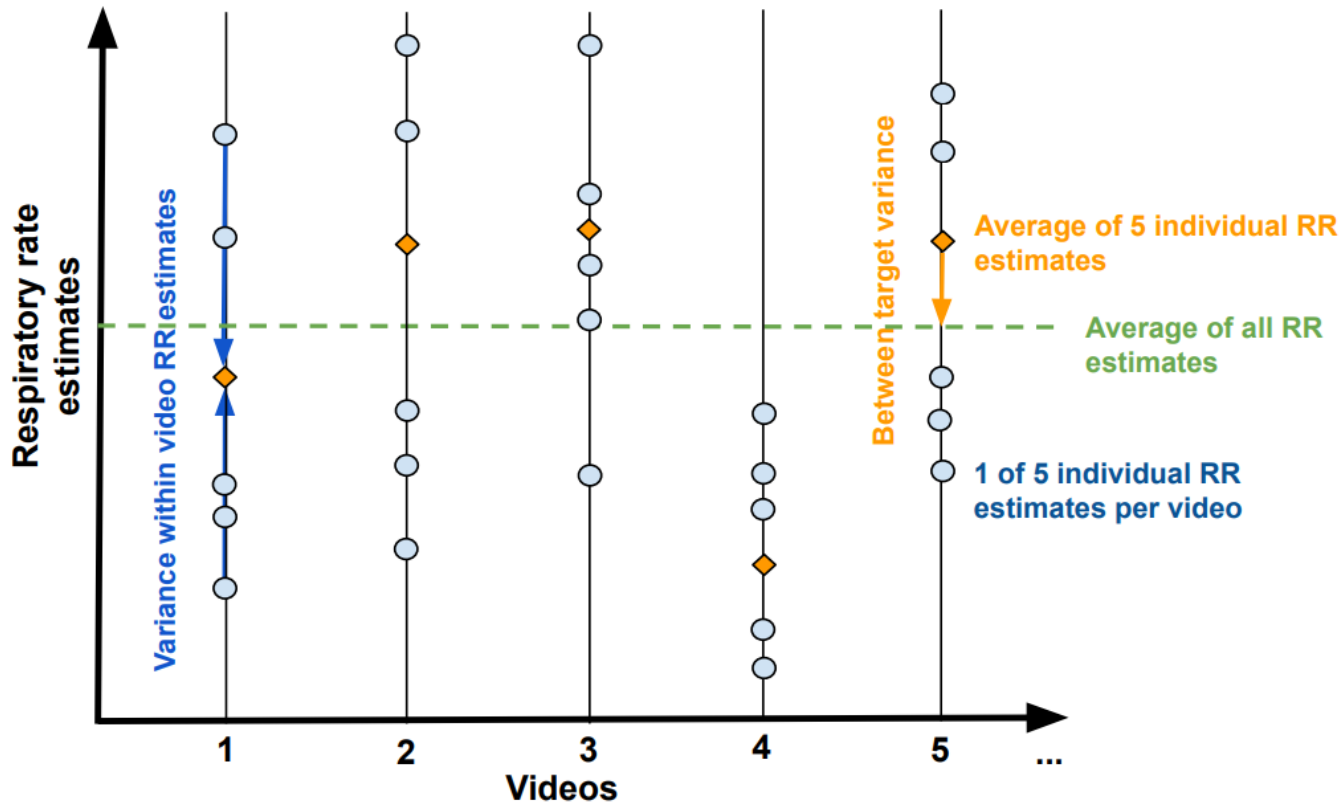 Respiratory rate
estimates
Variance within video RR estimates
Between target variance
Average of 5 individual RR
estimates
Average of all RR
estimates
1 of 5 individual RR
estimates per video
1
2
3
4
5
...
Videos